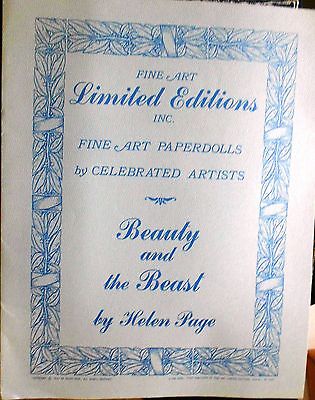 FINE ART
Limited Editions
INC.
FINE ART PAPERDOLLS
by CELEBRATED ARTISTS
Beauty
and
the Beast
by Helen Page